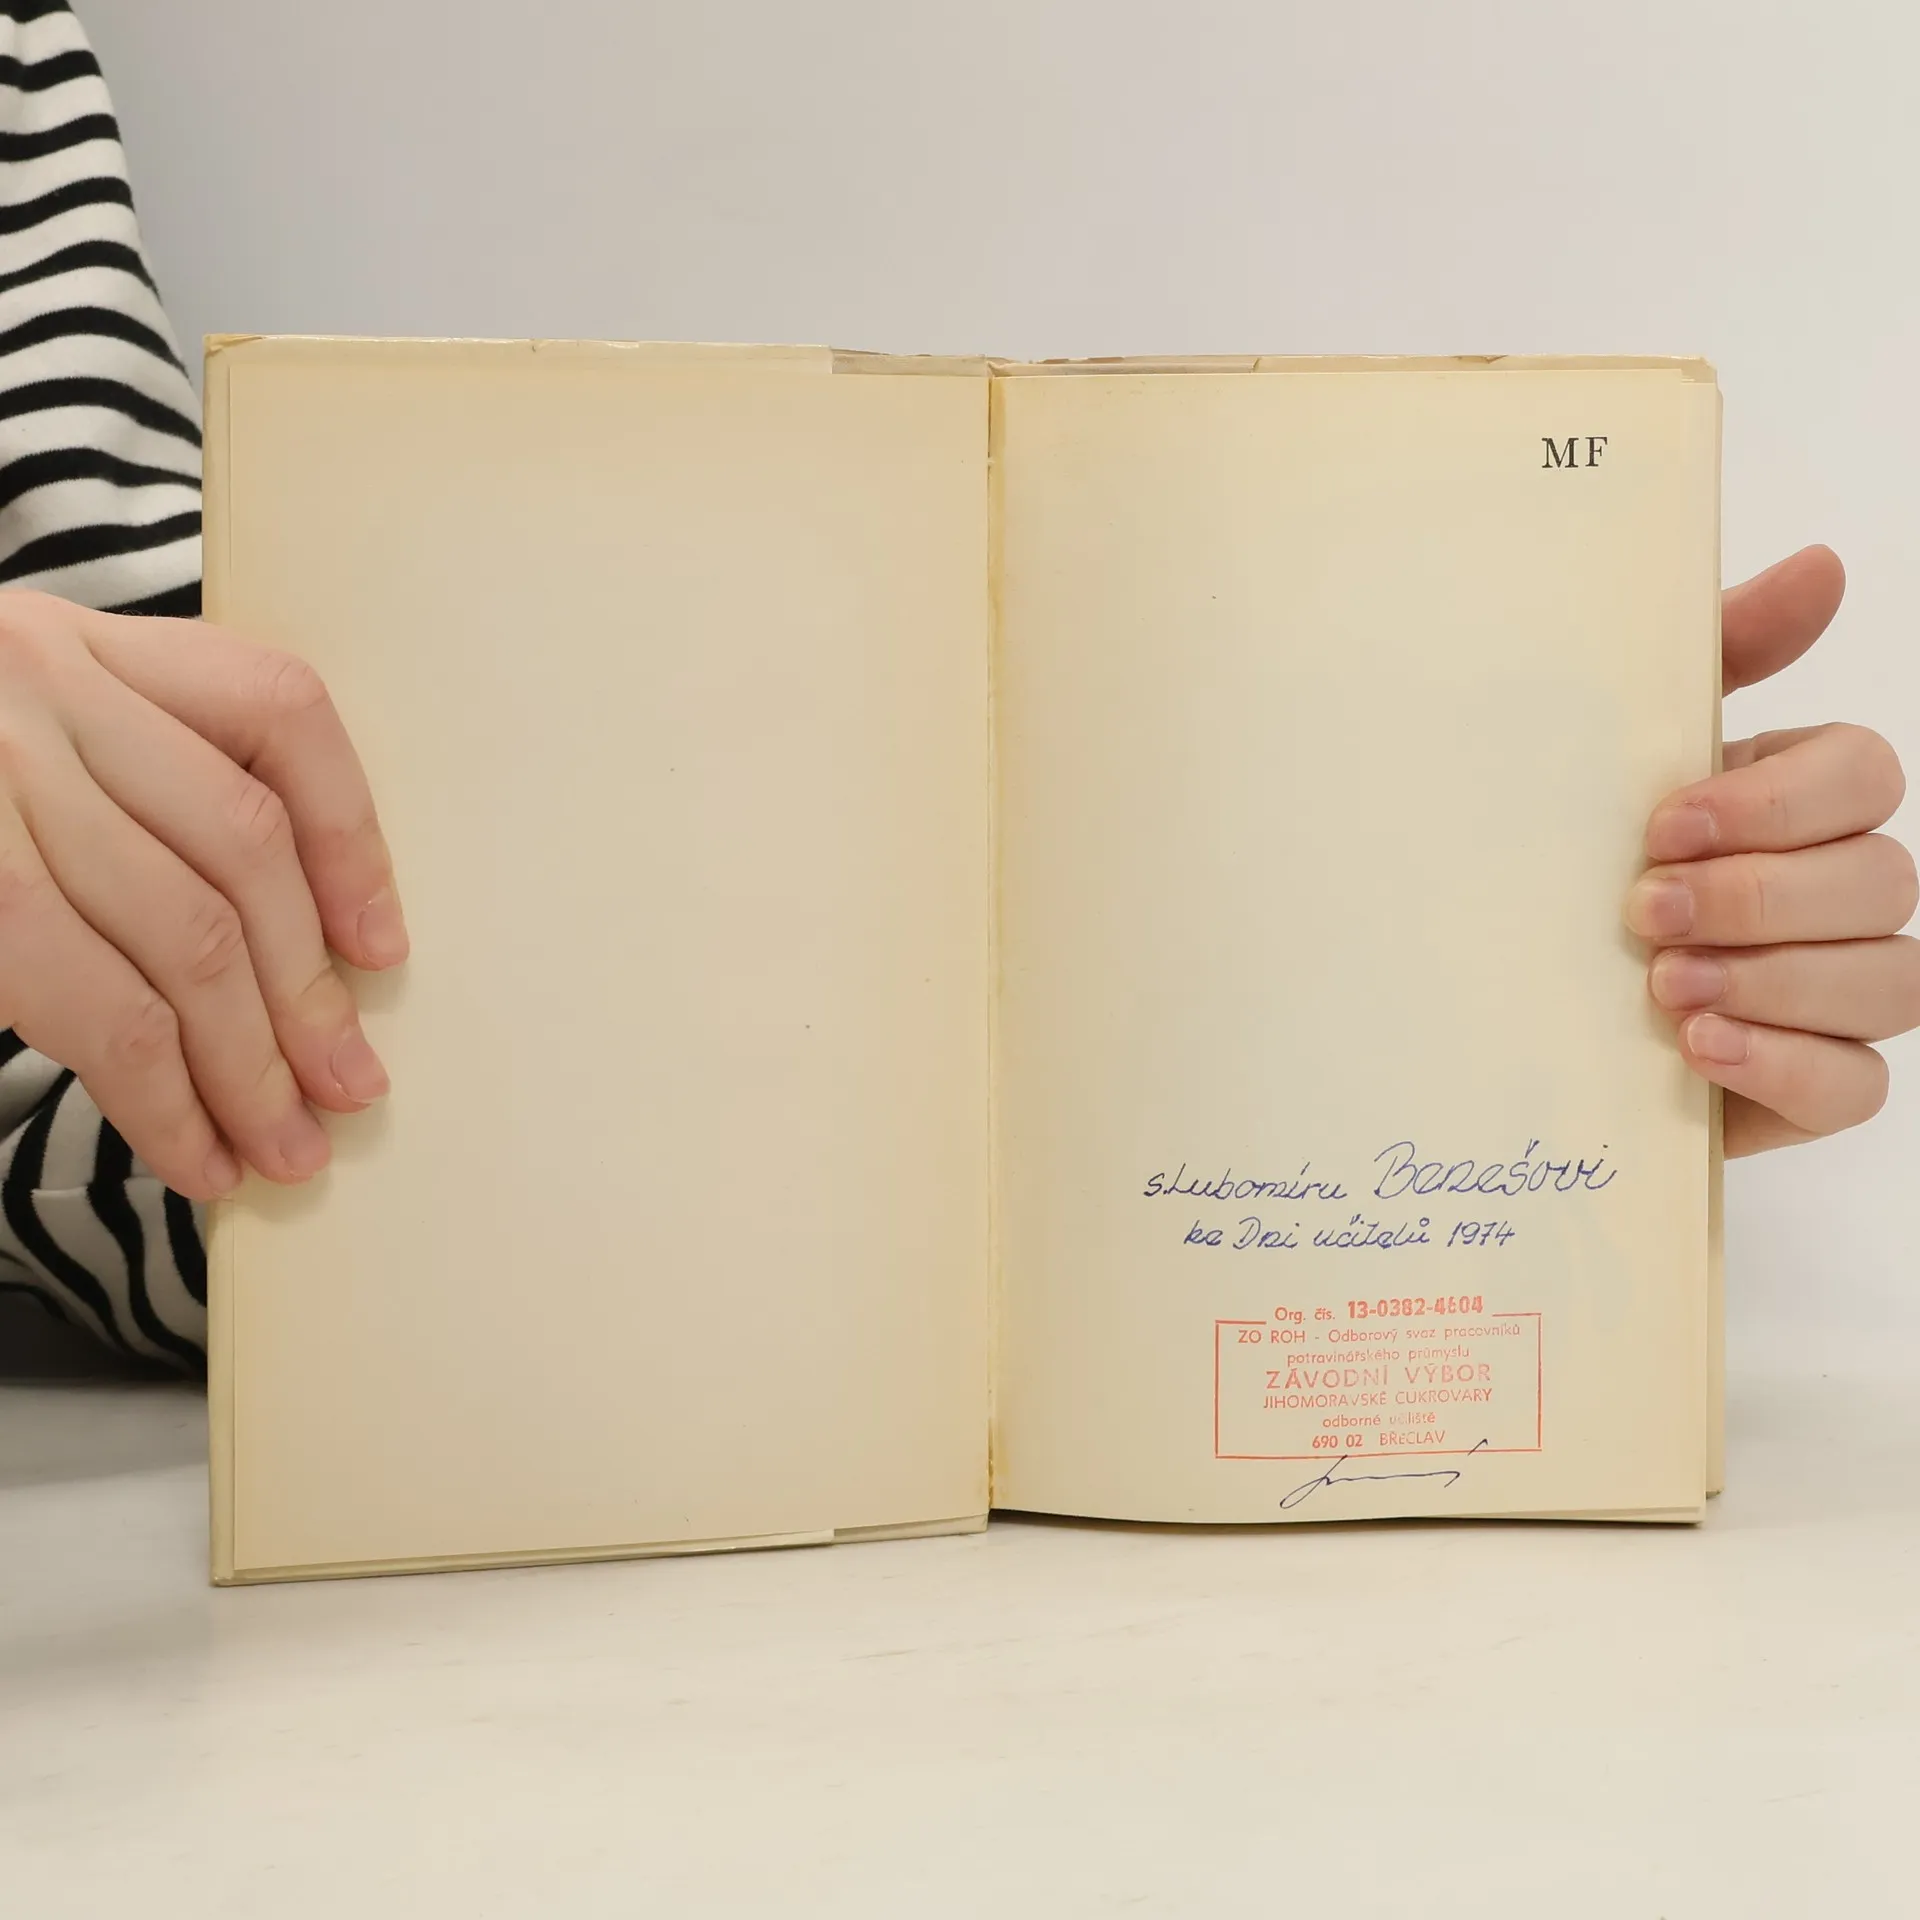 MF
s. Lubomíru Benešovi
ke Dni učitelů 1974
Org. čís. 13-0382-4604
ZO ROH - Odborový svaz pracovníků
potravinářského průmyslu
ZÁVODNÍ VÝBOR
JIHOMORAVSKÉ CUKROVARY
odborné učiliště
690 02 BŘECLAV